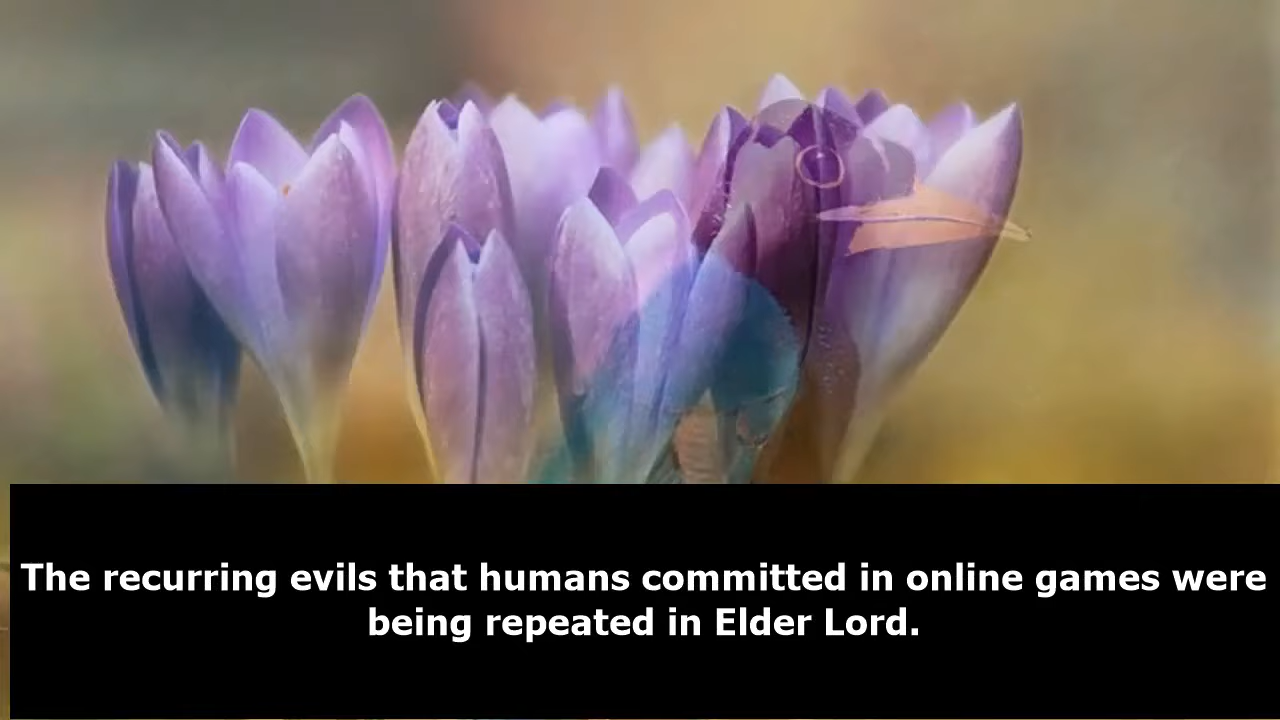 The recurring evils that humans committed in online games were
being repeated in Elder Lord.